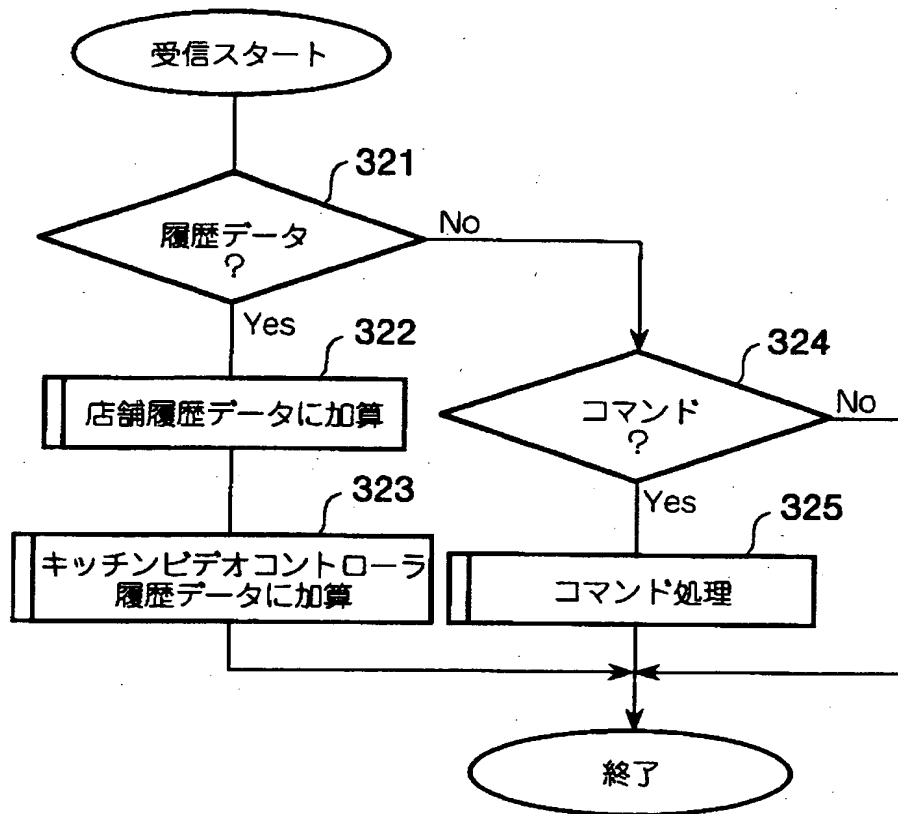 受信スタート
321
履歴データ
?
No
Yes
322
店舗履歴データに加算
323
キッチンビデオコントローラ
履歴データに加算
324
コマンド
?
No
Yes
325
コマンド処理
終了